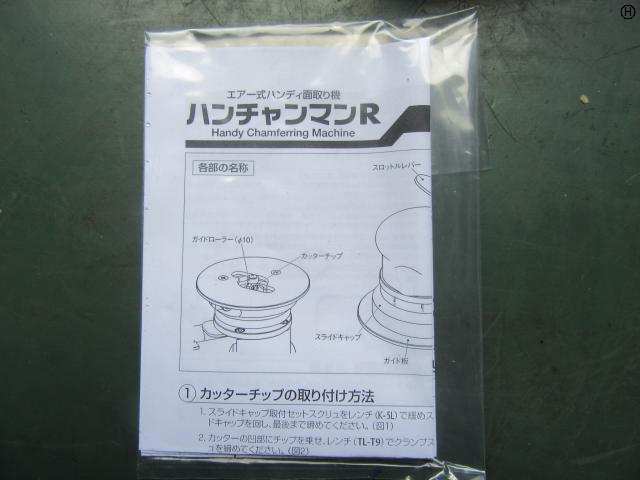 エアー式ハンディ面取り機
ハンチャンマンR
Handy Chamferring Machine
各部の名称
スロットルレバー
ガイドローラー(φ10)
カッターチップ
スライドキャップ
ガイド板
① カッターチップの取り付け方法
1. スライドキャップ取付セットスクリュをレンチ(K-5L)で緩めス
ドキャップを回し、最後まで締めてください。(図1)
2. カッターの凹部にチップを乗せ、レンチ(TL-T9)でクランプス
ュを締めてください。(図2)
H